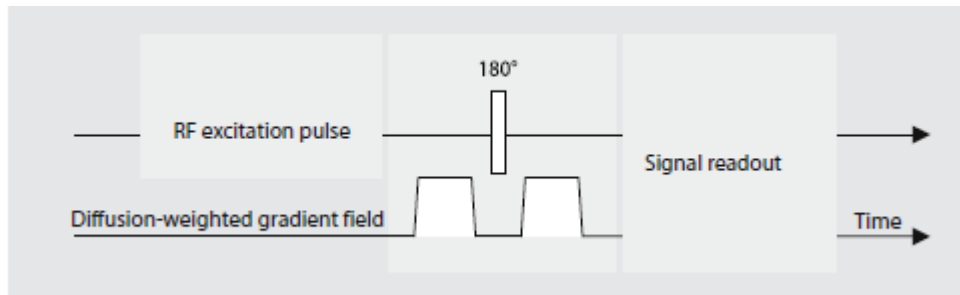 180°
RF excitation pulse
Signal readout
Diffusion-weighted gradient field
Time